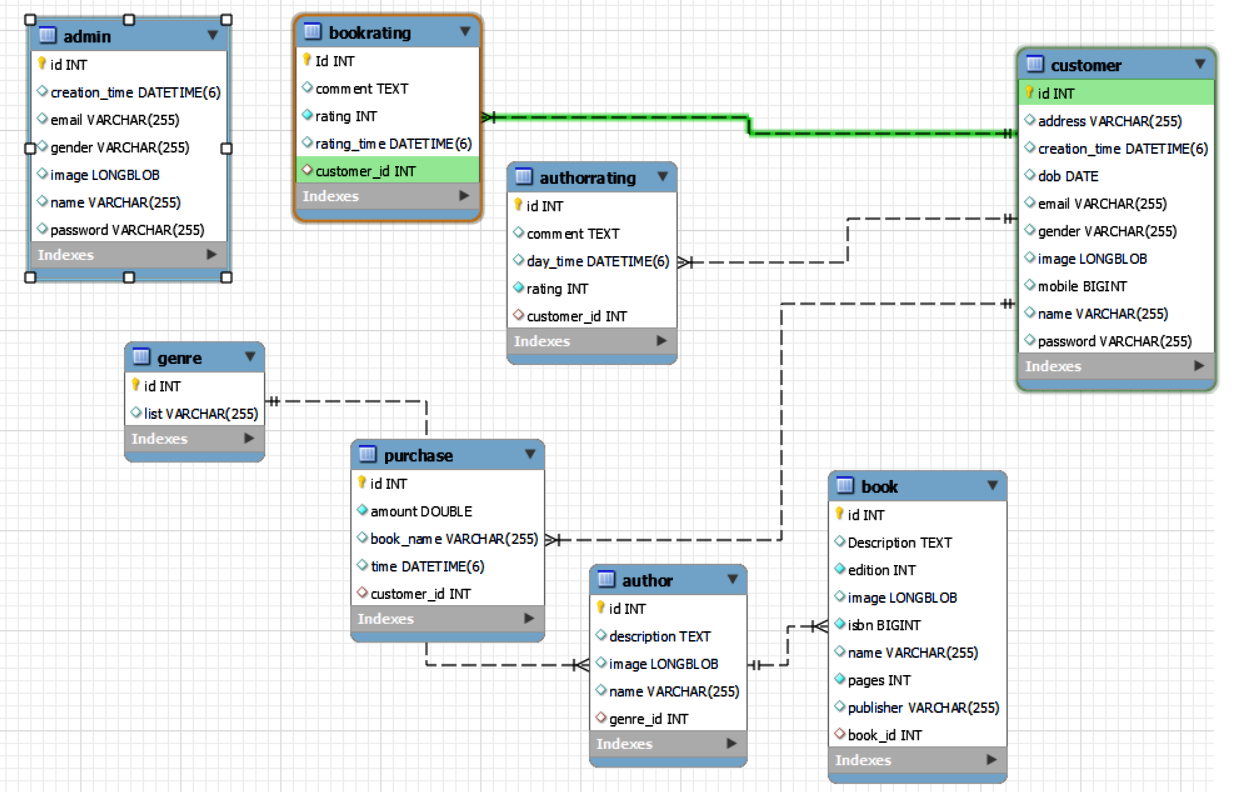 admin
id INT
creation_time DATETIME(6)
email VARCHAR(255)
gender VARCHAR(255)
image LONGBLOB
name VARCHAR(255)
password VARCHAR(255)
Indexes
bookrating
Id INT
comment TEXT
rating INT
rating_time DATETIME(6)
customer_id INT
Indexes
authorrating
id INT
comment TEXT
day_time DATETIME(6)
rating INT
customer_id INT
Indexes
customer
id INT
address VARCHAR(255)
creation_time DATETIME(6)
dob DATE
email VARCHAR(255)
gender VARCHAR(255)
image LONGBLOB
mobile BIGINT
name VARCHAR(255)
password VARCHAR(255)
Indexes
genre
id INT
list VARCHAR(255)
Indexes
purchase
id INT
amount DOUBLE
book_name VARCHAR(255)
time DATETIME(6)
customer_id INT
Indexes
author
id INT
description TEXT
image LONGBLOB
name VARCHAR(255)
genre_id INT
Indexes
book
id INT
Description TEXT
edition INT
image LONGBLOB
isbn BIGINT
name VARCHAR(255)
pages INT
publisher VARCHAR(255)
book_id INT
Indexes